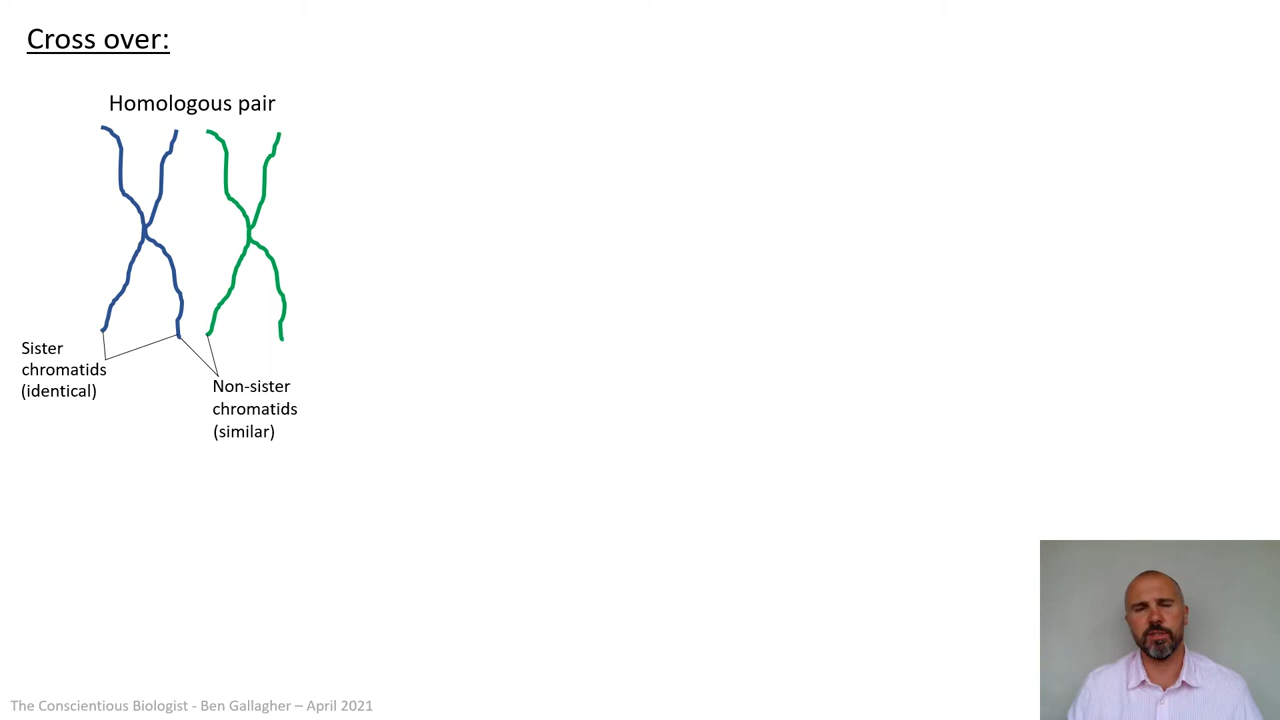 Cross over:
Homologous pair
Sister
chromatids
(identical)
Non-sister
chromatids
(similar)
The Conscientious Biologist - Ben Gallagher – April 2021